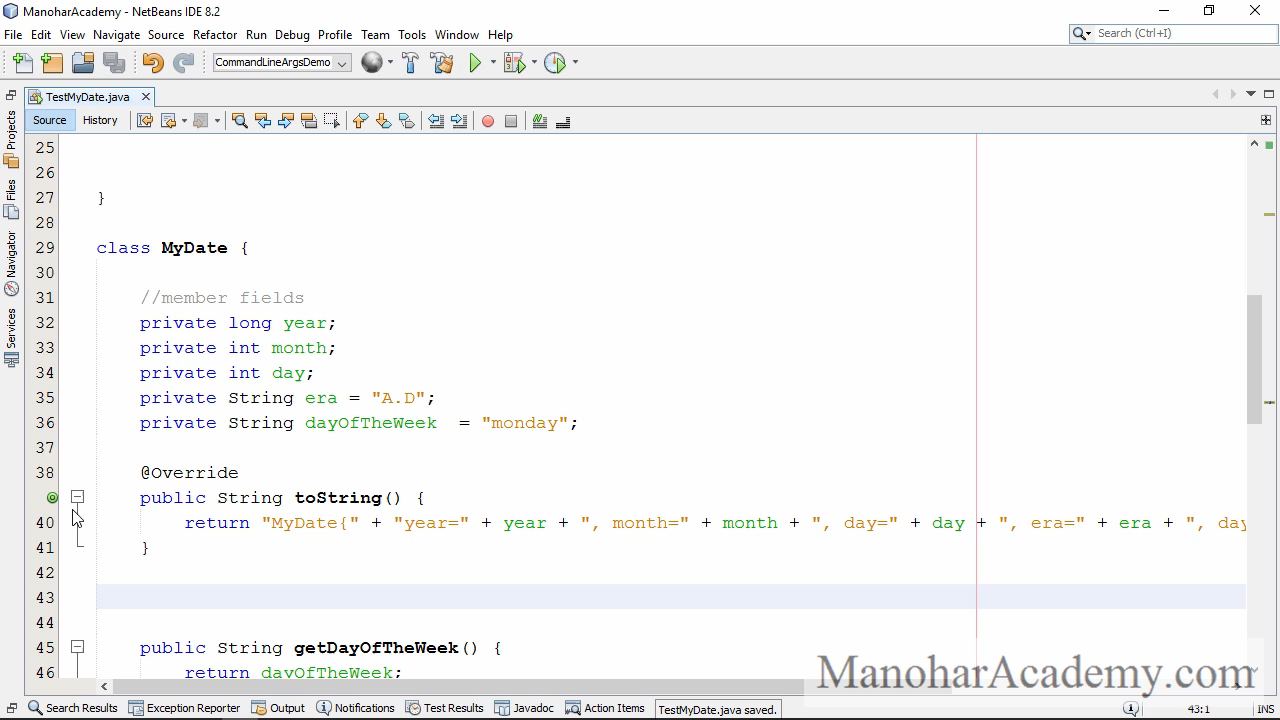 ManoharAcademy - NetBeans IDE 8.2
File Edit View Navigate Source Refactor Run Debug Profile Team Tools Window Help
Search (Ctrl+I)
CommandLineArgsDemo
TestMyDate.java
Source History
Projects
Files
Navigator
Services
25
26
27 }
28
29 class MyDate {
30
31 //member fields
32 private long year;
33 private int month;
34 private int day;
35 private String era = "A.D";
36 private String dayOfTheWeek  = "monday";
37
38 @Override
public String toString() {
40 return "MyDate{" + "year=" + year + ", month=" + month + ", day=" + day + ", era=" + era + ", day
41 }
42
43
44
45 public String getDayOfTheWeek() {
46 return dayOfTheWeek;
ManoharAcademy.com
Search Results Exception Reporter Output Notifications Test Results Javadoc Action Items TestMyDate.java saved. 43:1 INS